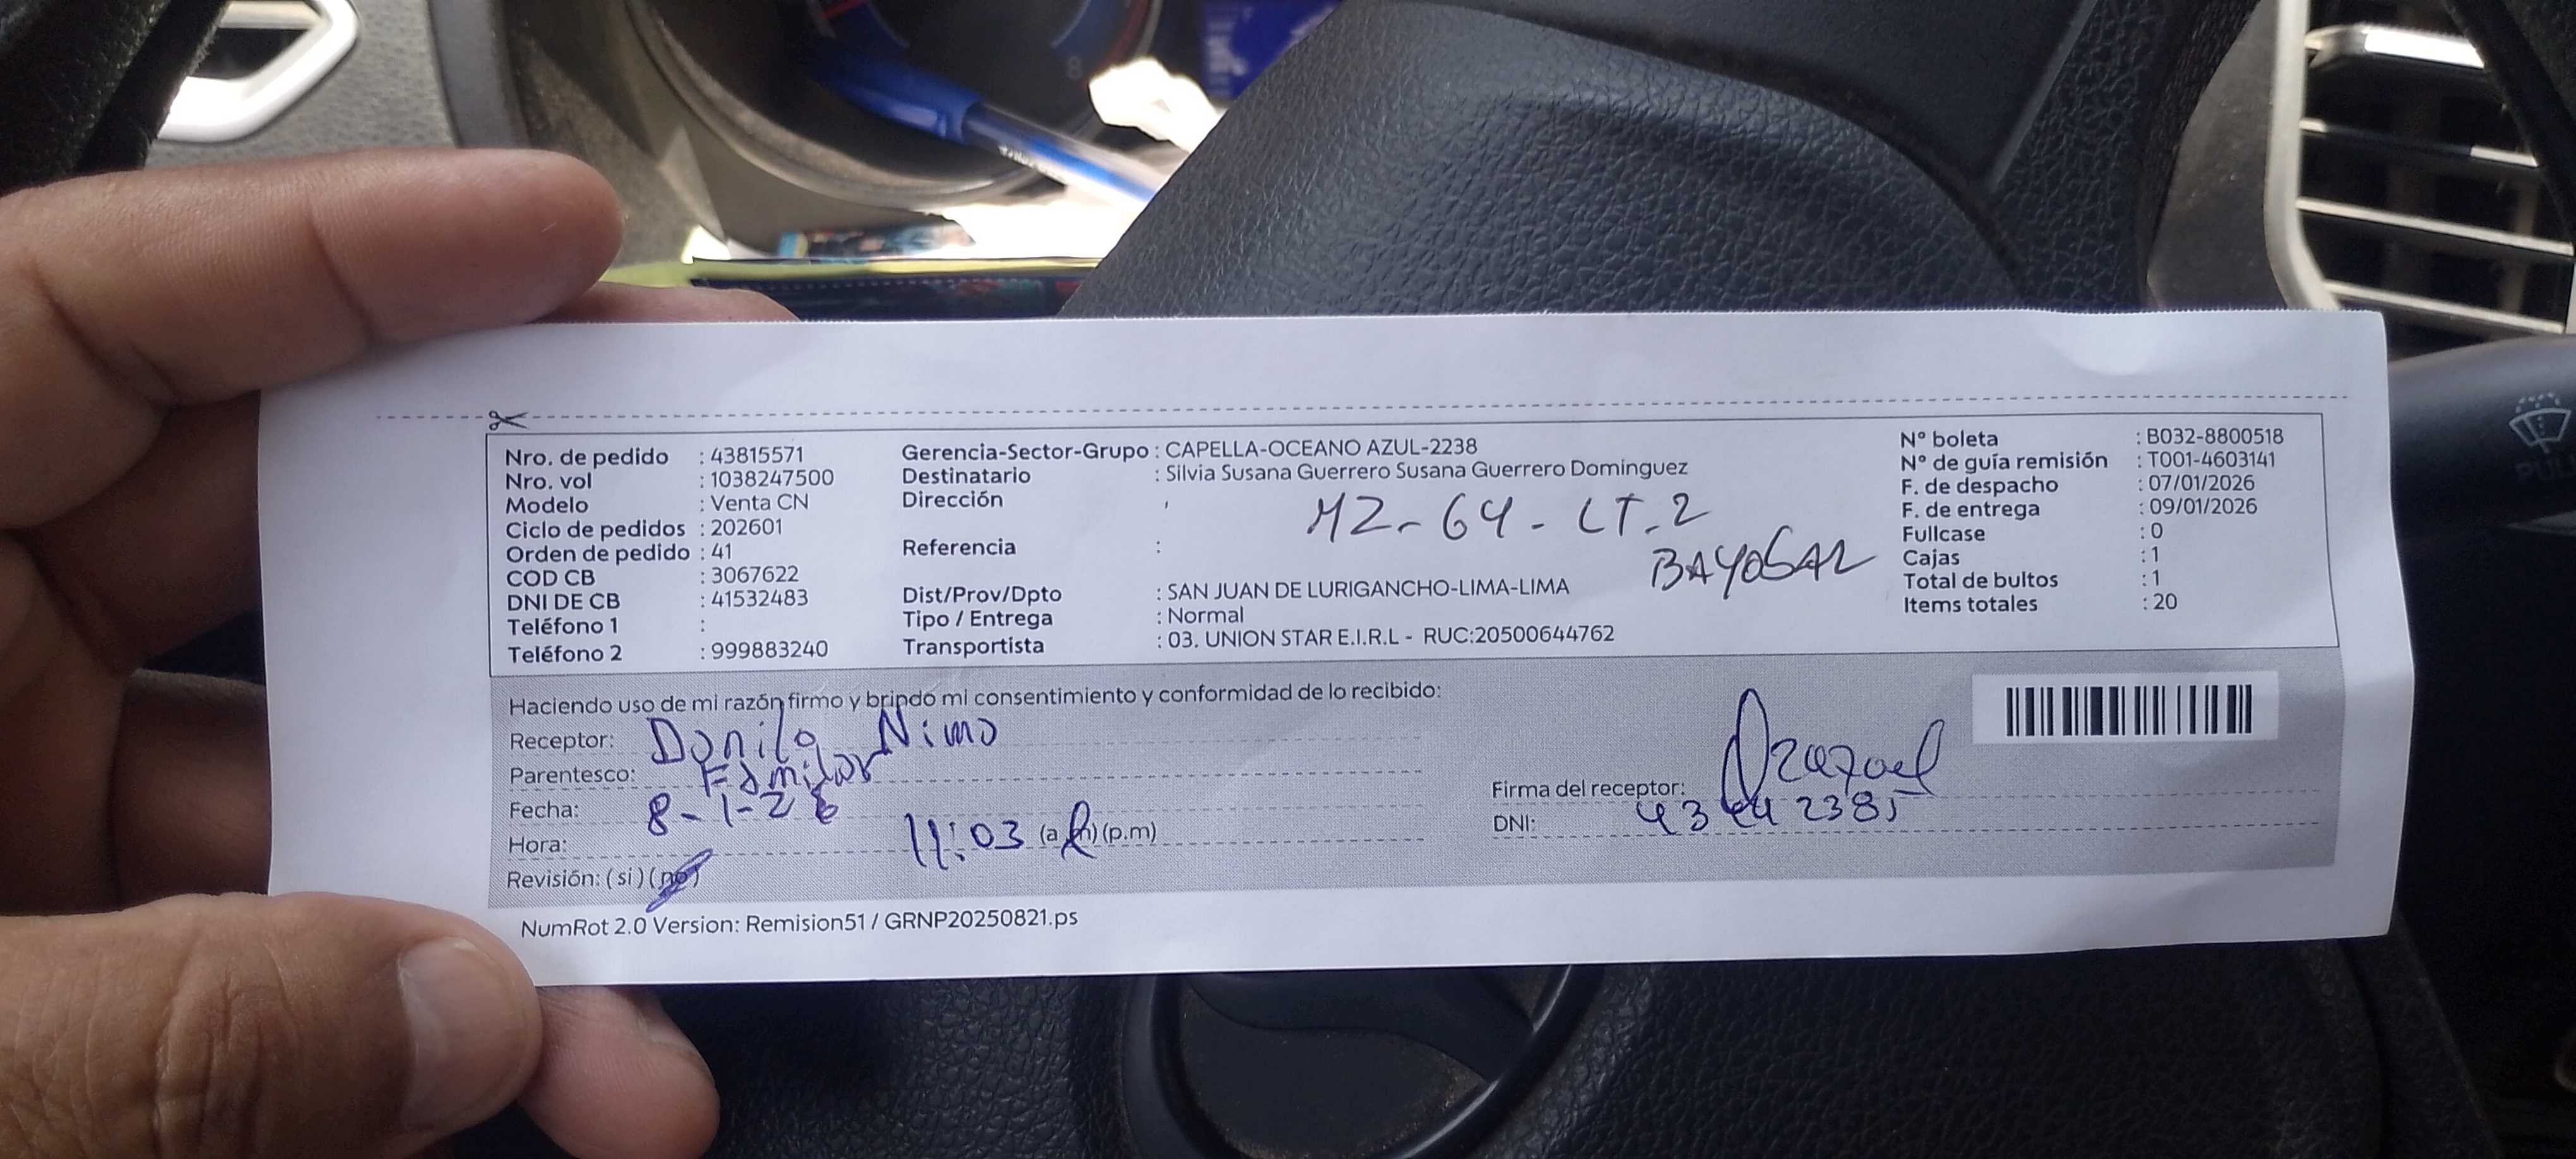 Nro. de pedido : 43815571
Nro. vol : 1038247500
Modelo : Venta CN
Ciclo de pedidos : 202601
Orden de pedido : 41
COD CB : 3067622
DNI DE CB : 41532483
Teléfono 1 :
Teléfono 2 : 999883240
Gerencia-Sector-Grupo : CAPELLA-OCEANO AZUL-2238
Destinatario : Silvia Susana Guerrero Susana Guerrero Dominguez
Dirección : MZ-64-LT.2
BAYOSAR
Referencia :
Dist/Prov/Dpto : SAN JUAN DE LURIGANCHO-LIMA-LIMA
Tipo / Entrega : Normal
Transportista : 03. UNION STAR E.I.R.L - RUC:20500644762
N° boleta : B032-8800518
N° de guía remisión : T001-4603141
F. de despacho : 07/01/2026
F. de entrega : 09/01/2026
Fullcase : 0
Cajas : 1
Total de bultos : 1
Items totales : 20
Haciendo uso de mi razón firmo y brindo mi consentimiento y conformidad de lo recibido:
Receptor: Donila Nimo
Parentesco: Familar
Fecha: 8-1-26
Hora: 11:03 (a.m)(p.m)
Revisión: (si)(no)
Firma del receptor:
DNI:
NumRot 2.0 Version: Remision51 / GRNP20250821.ps